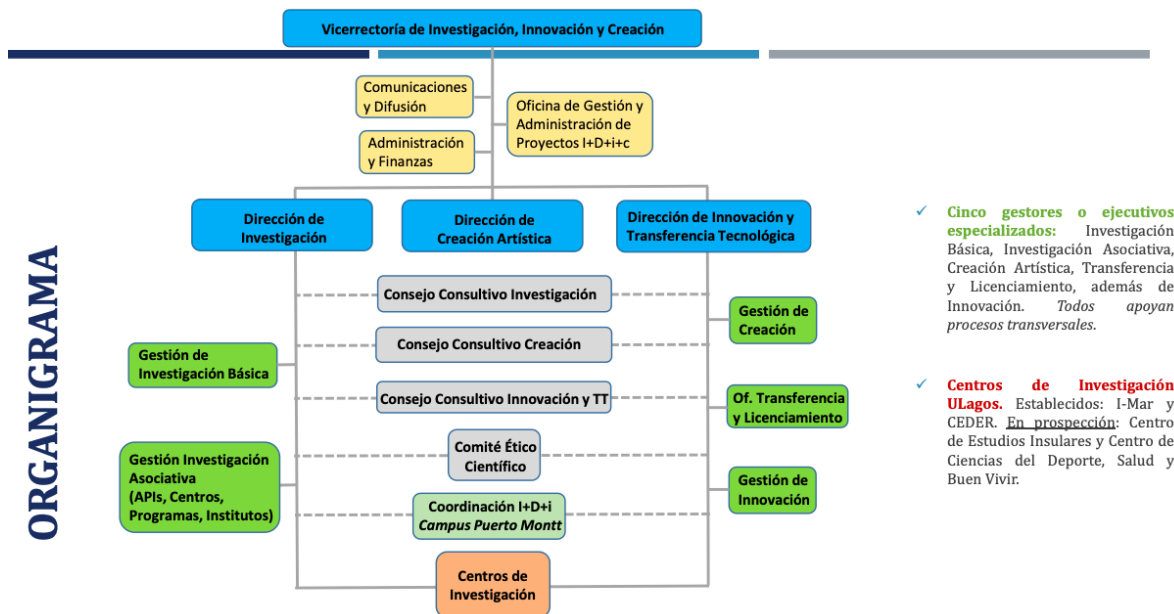 Vicerrectoría de Investigación, Innovación y Creación
Comunicaciones
y Difusión
Oficina de Gestión y
Administración de
Proyectos I+D+i+c
Administración
y Finanzas
Dirección de
Investigación
Dirección de
Creación Artística
Dirección de Innovación y
Transferencia Tecnológica
Consejo Consultivo Investigación
Gestión de
Creación
Consejo Consultivo Creación
Gestión de
Investigación Básica
Consejo Consultivo Innovación y TT
Of. Transferencia
y Licenciamiento
Comité Ético
Científico
Gestión Investigación
Asociativa
(APIs, Centros,
Programas, Institutos)
Gestión de
Innovación
Coordinación I+D+i
Campus Puerto Montt
Centros de
Investigación
ORGANIGRAMA
✓ Cinco gestores o ejecutivos
especializados: Investigación
Básica, Investigación Asociativa,
Creación Artística, Transferencia
y Licenciamiento, además de
Innovación. Todos apoyan
procesos transversales.
✓ Centros de Investigación
ULagos. Establecidos: I-Mar y
CEDER. En prospección: Centro
de Estudios Insulares y Centro de
Ciencias del Deporte, Salud y
Buen Vivir.